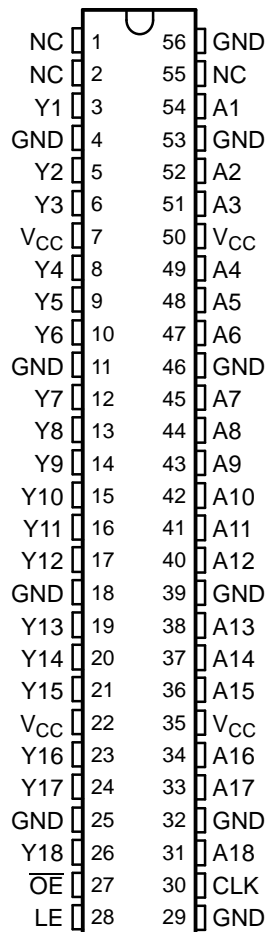 NC 1 56 GND
NC 2 55 NC
Y1 3 54 A1
GND 4 53 GND
Y2 5 52 A2
Y3 6 51 A3
VCC 7 50 VCC
Y4 8 49 A4
Y5 9 48 A5
Y6 10 47 A6
GND 11 46 GND
Y7 12 45 A7
Y8 13 44 A8
Y9 14 43 A9
Y10 15 42 A10
Y11 16 41 A11
Y12 17 40 A12
GND 18 39 GND
Y13 19 38 A13
Y14 20 37 A14
Y15 21 36 A15
VCC 22 35 VCC
Y16 23 34 A16
Y17 24 33 A17
GND 25 32 GND
Y18 26 31 A18
O̅E̅ 27 30 CLK
LE 28 29 GND